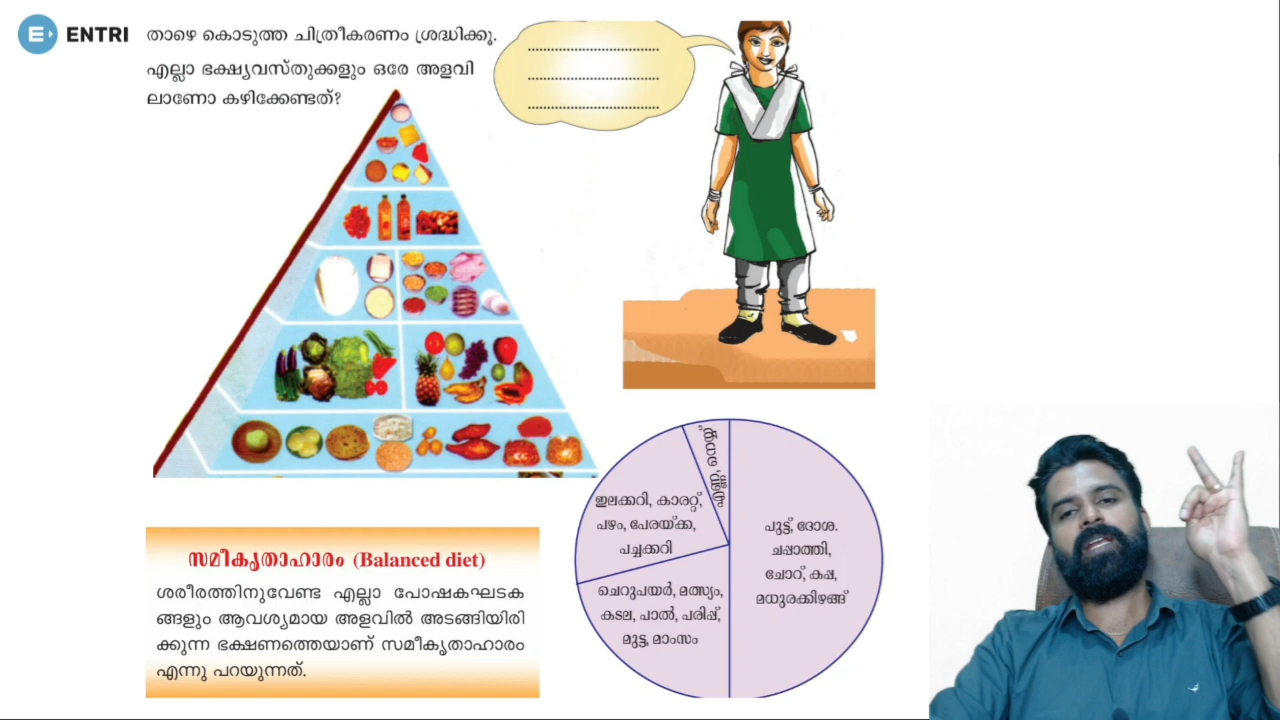 ENTRI
താഴെ കൊടുത്ത ചിത്രീകരണം ശ്രദ്ധിക്കൂ.
എല്ലാ ഭക്ഷ്യവസ്തുക്കളും ഒരേ അളവി
ലാണോ കഴിക്കേണ്ടത്?
ഇലക്കറി, കാരറ്റ്,
പഴം, പേരയ്ക്ക,
പച്ചക്കറി
പുട്ട്, ദോശ.
ചപ്പാത്തി,
ചോറ്, കപ്പ,
മധുരക്കിഴങ്ങ്
ചെറുപയർ, മത്സ്യം,
കടല, പാൽ, പരിപ്പ്,
മുട്ട, മാംസം
സമീകൃതാഹാരം (Balanced diet)
ശരീരത്തിനുവേണ്ട എല്ലാ പോഷകഘടക
ങ്ങളും ആവശ്യമായ അളവിൽ അടങ്ങിയിരി
ക്കുന്ന ഭക്ഷണത്തെയാണ് സമീകൃതാഹാരം
എന്നു പറയുന്നത്.